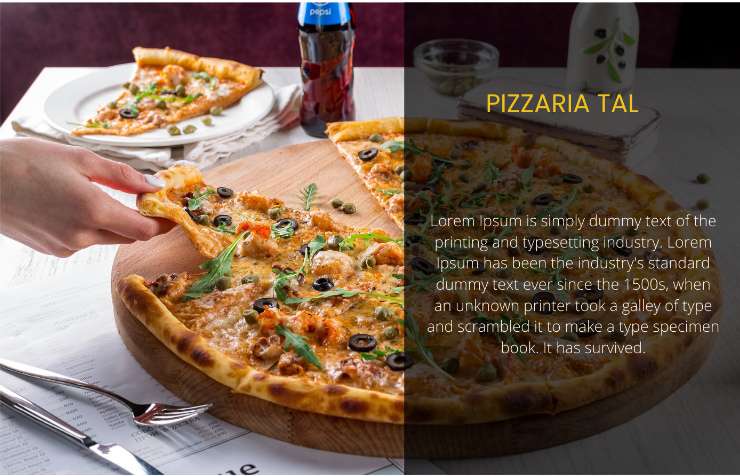 pepsi
PIZZARIA TAL
Lorem Ipsum is simply dummy text of the
printing and typesetting industry. Lorem
Ipsum has been the industry's standard
dummy text ever since the 1500s, when
an unknown printer took a galley of type
and scrambled it to make a type specimen
book. It has survived.